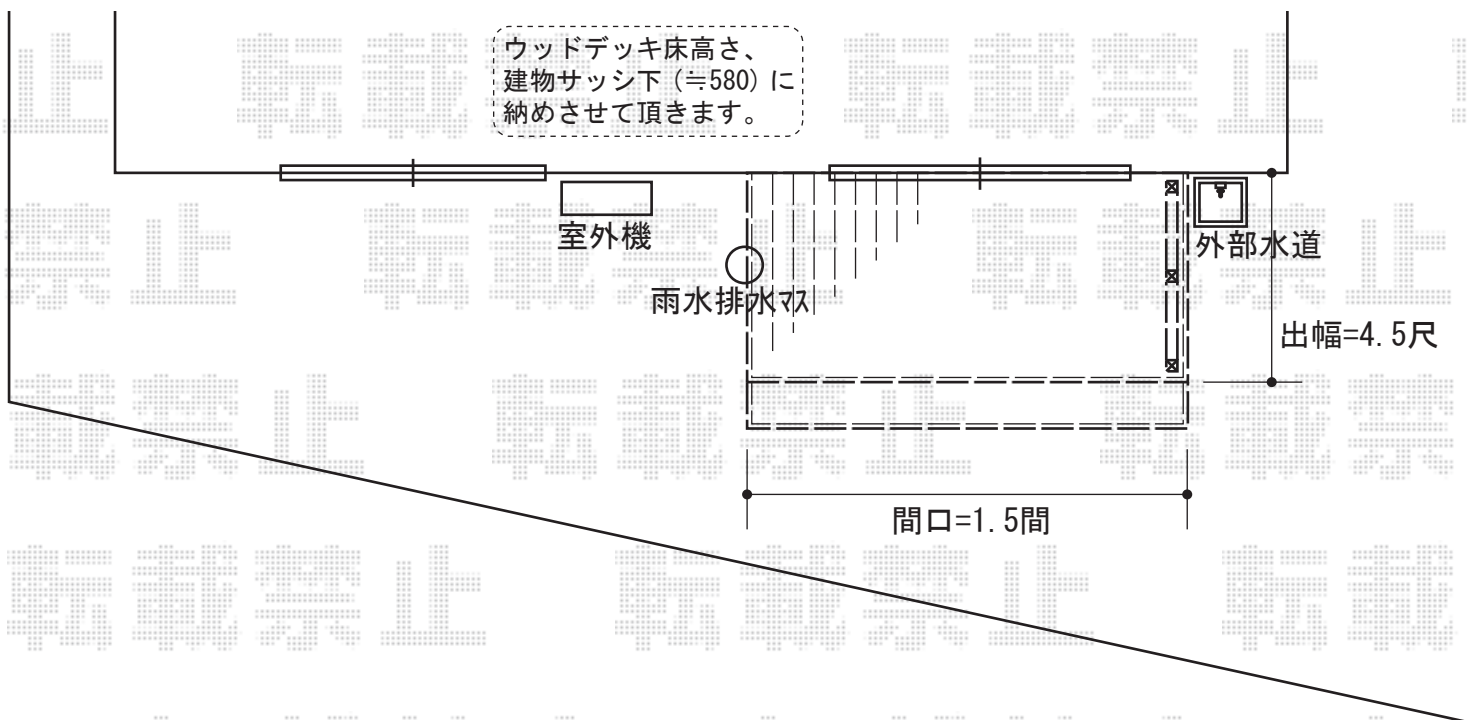 ウッドデッキ床高さ、
建物サッシ下(≒580)に
納めさせて頂きます。
室外機
外部水道
雨水排水マス
出幅=4.5尺
間口=1.5間
転載禁止